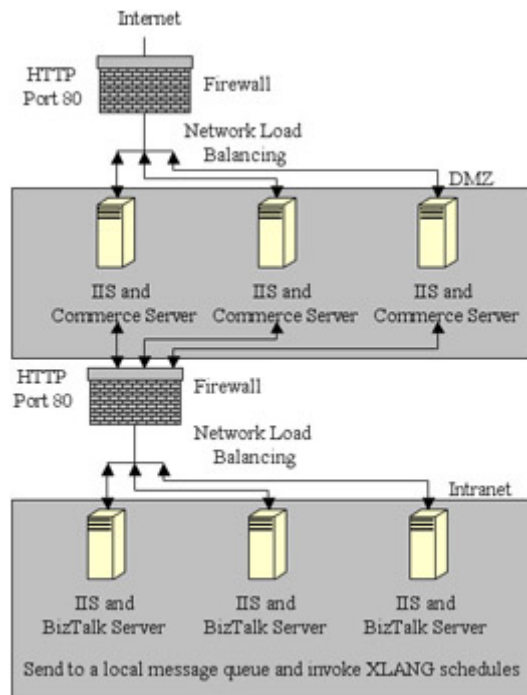 Internet
HTTP
Port 80
Firewall
Network Load
Balancing
DMZ
IIS and
Commerce Server
IIS and
Commerce Server
IIS and
Commerce Server
HTTP
Port 80
Firewall
Network Load
Balancing
Intranet
IIS and
BizTalk Server
IIS and
BizTalk Server
IIS and
BizTalk Server
Send to a local message queue and invoke XLANG schedules